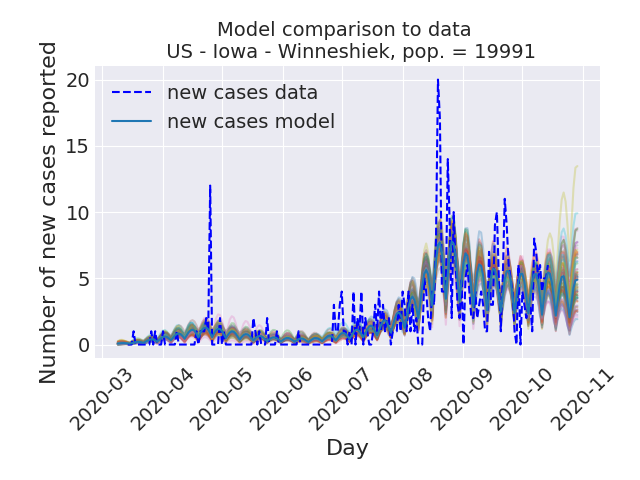 Model comparison to data
US - Iowa - Winneshiek, pop. = 19991
Number of new cases reported
20
15
10
5
0
new cases data
new cases model
2020-03
2020-04
2020-05
2020-06
2020-07
2020-08
2020-09
2020-10
2020-11
Day